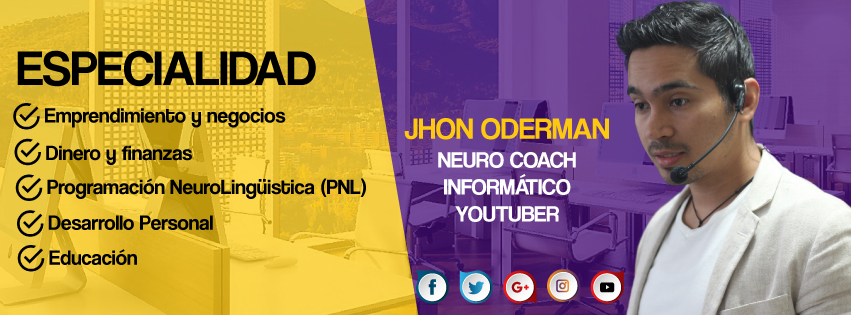 ESPECIALIDAD
Emprendimiento y negocios
Dinero y finanzas
Programación NeuroLingüistica (PNL)
Desarrollo Personal
Educación
JHON ODERMAN
NEURO COACH
INFORMÁTICO
YOUTUBER